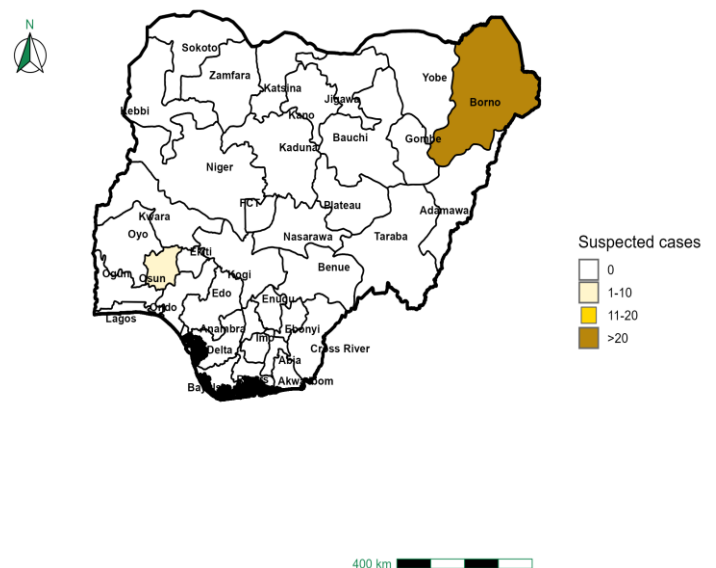 N
Sokoto
Zamfara
Katsina
Jigawa
Yobe
Borno
Kebbi
Kano
Kaduna
Bauchi
Gombe
Niger
FCT
Plateau
Adamawa
Kwara
Oyo
Nasarawa
Taraba
Ekiti
Ogun
Osun
Kogi
Benue
Edo
Enugu
Lagos
Ondo
Anambra
Ebonyi
Delta
Imo
Cross River
Abia
Akwa Ibom
Suspected cases
0
1-10
11-20
>20
400 km